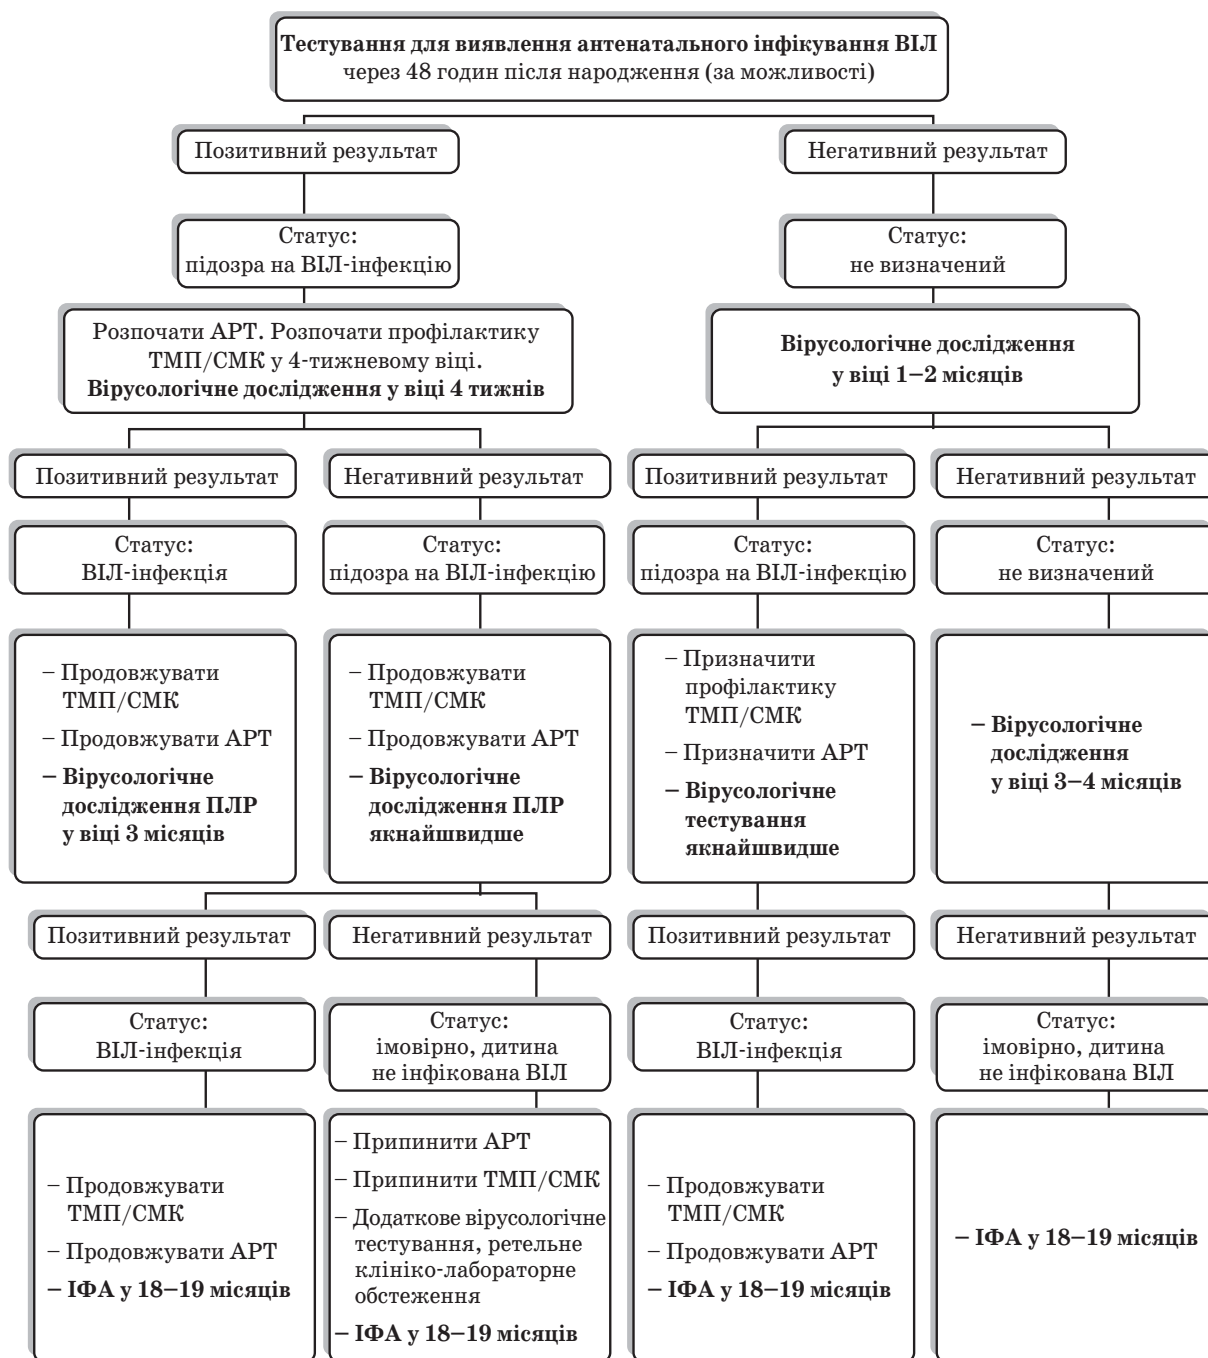 Тестування для виявлення антенатального інфікування ВІЛ
через 48 годин після народження (за можливості)
Позитивний результат
Негативний результат
Статус:
підозра на ВІЛ-інфекцію
Статус:
не визначений
Розпочати АРТ. Розпочати профілактику
ТМП/СМК у 4-тижневому віці.
Вірусологічне дослідження у віці 4 тижнів
Вірусологічне дослідження
у віці 1–2 місяців
Позитивний результат
Негативний результат
Позитивний результат
Негативний результат
Статус:
ВІЛ-інфекція
Статус:
підозра на ВІЛ-інфекцію
Статус:
підозра на ВІЛ-інфекцію
Статус:
не визначений
– Продовжувати
ТМП/СМК
– Продовжувати АРТ
– Вірусологічне
дослідження ПЛР
у віці 3 місяців
– Продовжувати
ТМП/СМК
– Продовжувати АРТ
– Вірусологічне
дослідження ПЛР
якнайшвидше
– Призначити
профілактику
ТМП/СМК
– Призначити АРТ
– Вірусологічне
тестування
якнайшвидше
– Вірусологічне
дослідження
у віці 3–4 місяців
Позитивний результат
Негативний результат
Позитивний результат
Негативний результат
Статус:
ВІЛ-інфекція
Статус:
імовірно, дитина
не інфікована ВІЛ
Статус:
ВІЛ-інфекція
Статус:
імовірно, дитина
не інфікована ВІЛ
– Продовжувати
ТМП/СМК
– Продовжувати АРТ
– ІФА у 18–19 місяців
– Припинити АРТ
– Припинити ТМП/СМК
– Додаткове вірусологічне
тестування, ретельне
клініко-лабораторне
обстеження
– ІФА у 18–19 місяців
– Продовжувати
ТМП/СМК
– Продовжувати АРТ
– ІФА у 18–19 місяців
– ІФА у 18–19 місяців